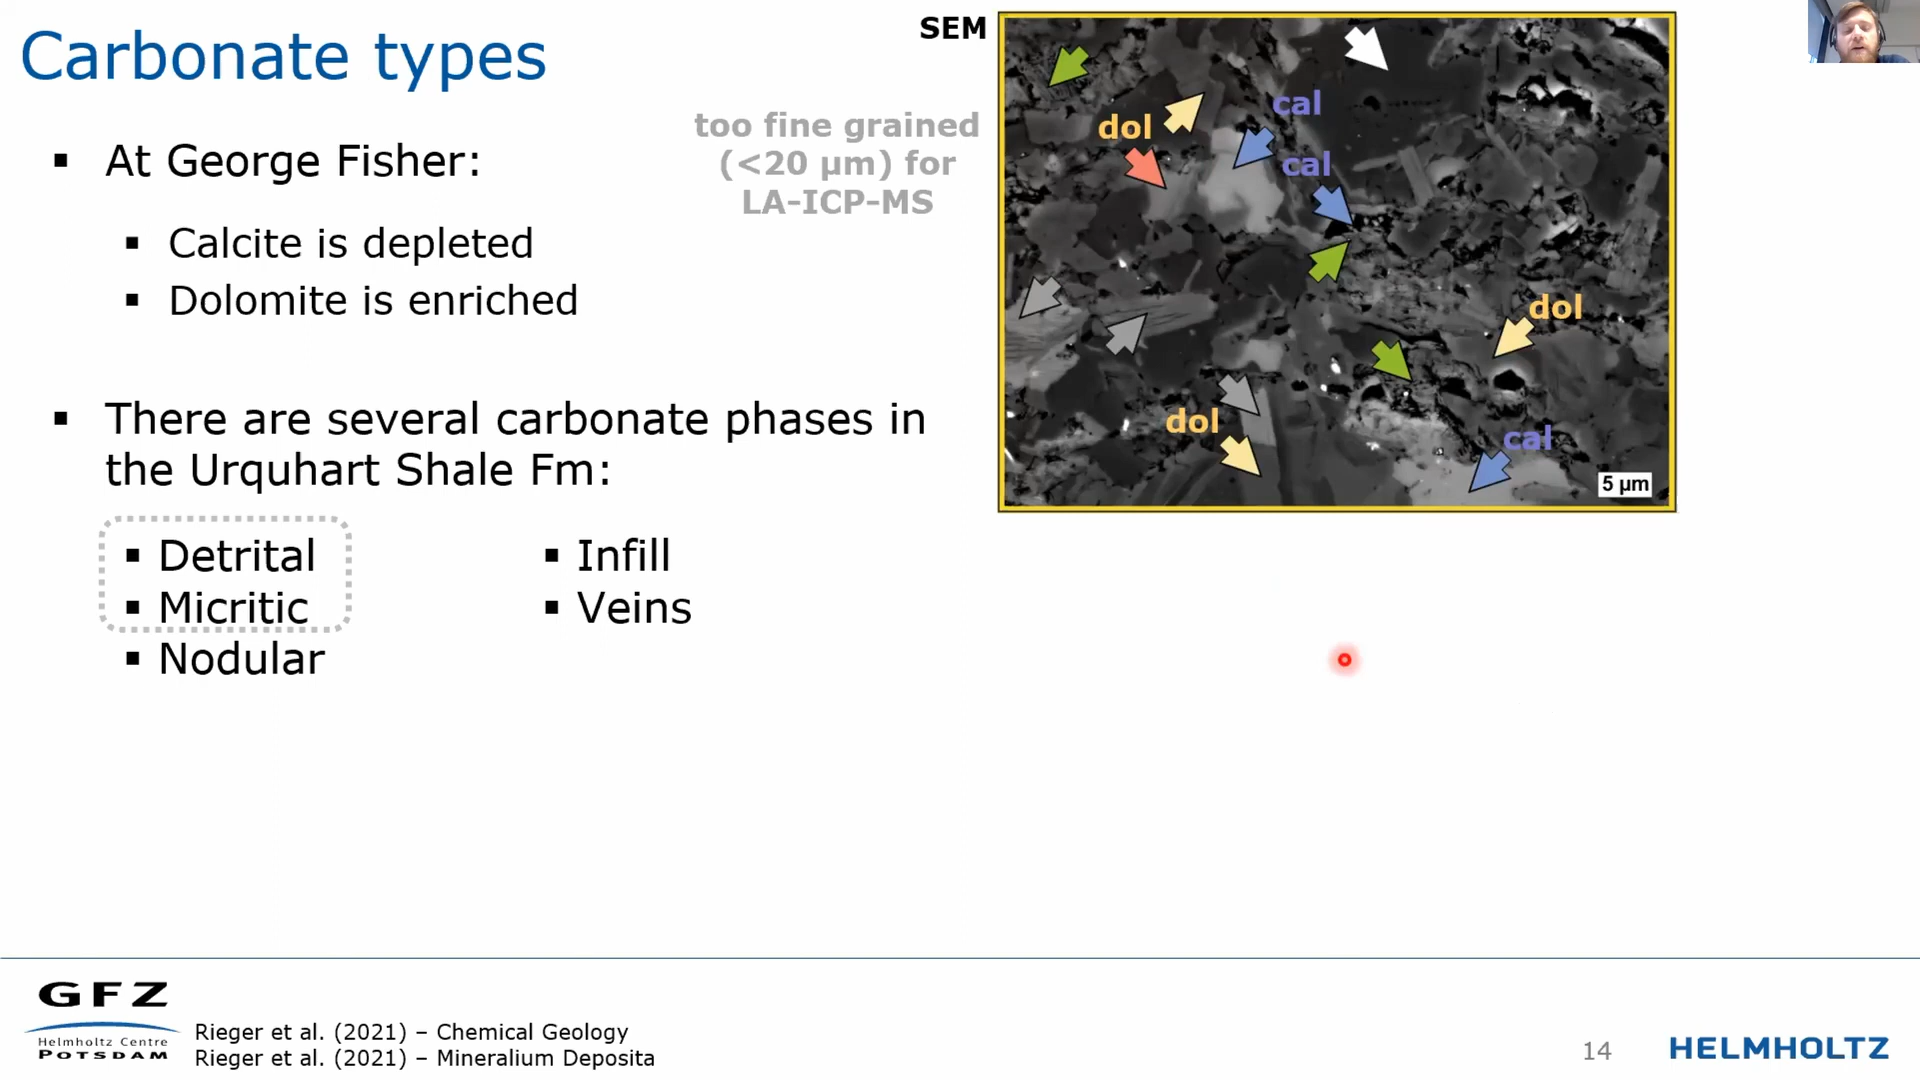 Carbonate types
▪ At George Fisher:
▪ Calcite is depleted
▪ Dolomite is enriched
▪ There are several carbonate phases in
the Urquhart Shale Fm:
▪ Detrital
▪ Micritic
▪ Nodular
▪ Infill
▪ Veins
too fine grained
(<20 µm) for
LA-ICP-MS
SEM
cal
dol
cal
dol
dol
cal
5 µm
GFZ
Helmholtz Centre
POTSDAM
Rieger et al. (2021) – Chemical Geology
Rieger et al. (2021) – Mineralium Deposita
14
HELMHOLTZ